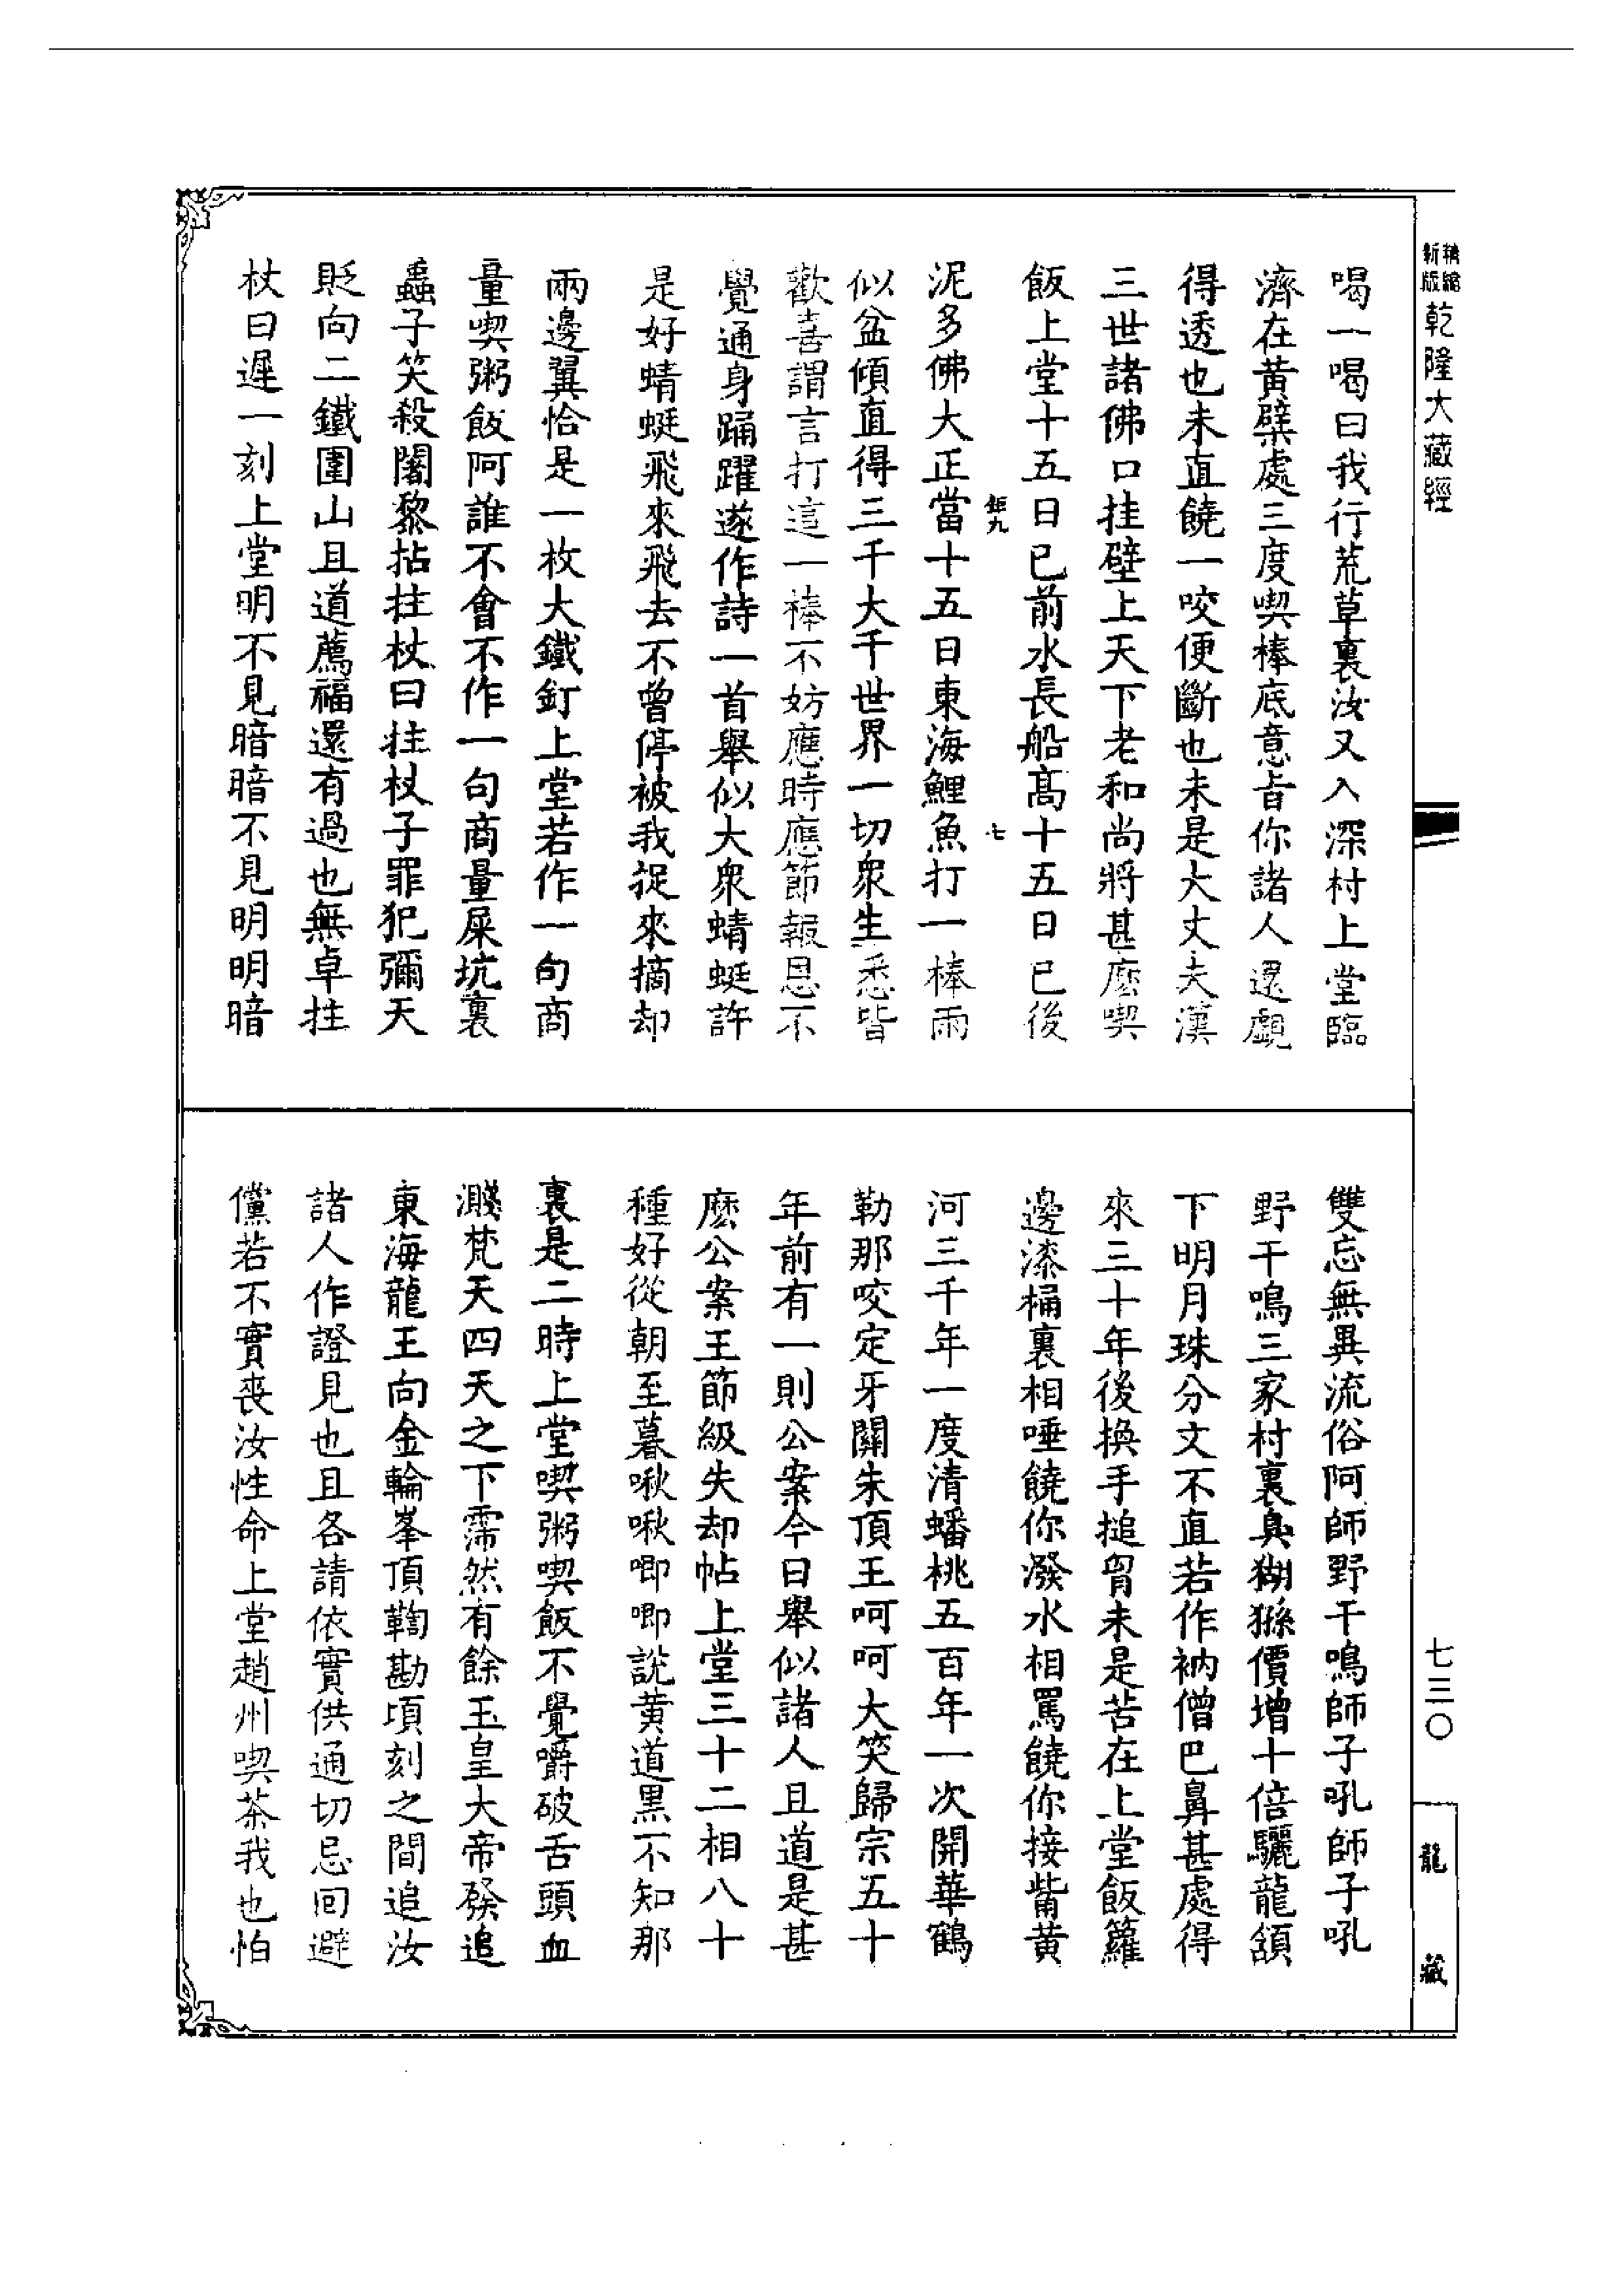 精縮
新版
乾隆大藏經
喝一喝曰我行荒草裏汝又入深村上堂臨
濟在黃檗處三度喫棒底意旨你諸人還覷
得透也未直饒一咬便斷也未是大丈夫漢
三世諸佛口挂壁上天下老和尚將甚麼喫
飯上堂十五日已前水長船高十五日已後
鉅九
七
泥多佛大正當十五日東海鯉魚打一棒雨
似盆傾直得三千大千世界一切衆生悉皆
歡喜謂言打這一棒不妨應時應節報恩不
覺通身踊躍遂作詩一首舉似大衆蜻蜓許
是好蜻蜓飛來飛去不曾停被我捉來摘却
兩邊翼恰是一枚大鐵釘上堂若作一句商
量喫粥飯阿誰不會不作一句商量屎坑裏
蟲子笑殺闍黎拈拄杖曰拄杖子罪犯彌天
貶向二鐵圍山且道薦福還有過也無卓拄
杖曰遲一刻上堂明不見暗暗不見明明暗
雙忘無異流俗阿師野干鳴師子吼師子吼
野干鳴三家村裏臭猢猻價增十倍驪龍頷
下明月珠分文不直若作衲僧巴鼻甚處得
來三十年後換手搥胷未是苦在上堂飯籮
邊漆桶裏相唾饒你潑水相罵饒你接觜黃
河三千年一度清蟠桃五百年一次開華鶴
勒那咬定牙關朱頂王呵呵大笑歸宗五十
年前有一則公案今日舉似諸人且道是甚
麽公案王節級失却帖上堂三十二相八十
種好從朝至暮啾啾唧唧說黃道黑不知那
裏是二時上堂喫粥喫飯不覺嚼破舌頭血
濺梵天四天之下霈然有餘玉皇大帝發追
東海龍王向金輪峯頂鞫勘頃刻之間追汝
諸人作證見也且各請依實供通切忌回避
儻若不實喪汝性命上堂趙州喫茶我也怕
七三〇
龍藏